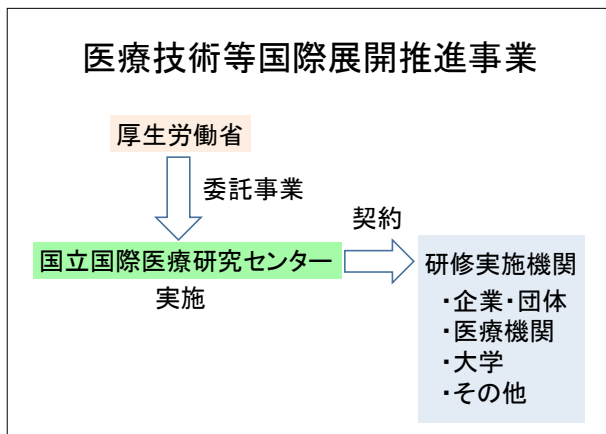 医療技術等国際展開推進事業
厚生労働省
委託事業
国立国際医療研究センター
実施
契約
研修実施機関
・企業・団体
・医療機関
・大学
・その他